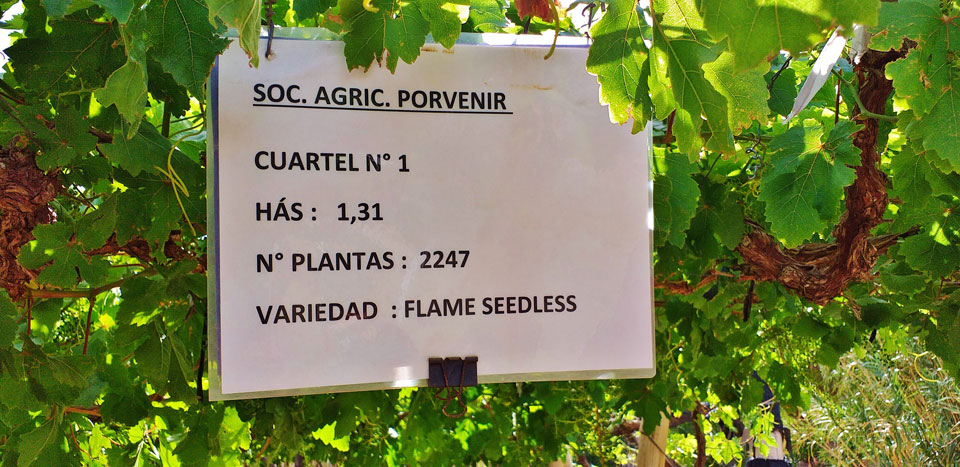 SOC. AGRIC. PORVENIR
CUARTEL N° 1
HÁS : 1,31
N° PLANTAS : 2247
VARIEDAD : FLAME SEEDLESS